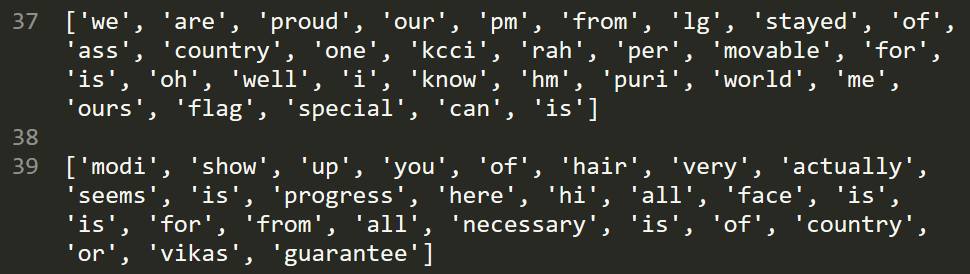 37 ['we', 'are', 'proud', 'our', 'pm', 'from', 'lg', 'stayed', 'of',
'ass', 'country', 'one', 'kcci', 'rah', 'per', 'movable', 'for',
'is', 'oh', 'well', 'i', 'know', 'hm', 'puri', 'world', 'me',
'ours', 'flag', 'special', 'can', 'is']
38
39 ['modi', 'show', 'up', 'you', 'of', 'hair', 'very', 'actually',
'seems', 'is', 'progress', 'here', 'hi', 'all', 'face', 'is',
'is', 'for', 'from', 'all', 'necessary', 'is', 'of', 'country',
'or', 'vikas', 'guarantee']